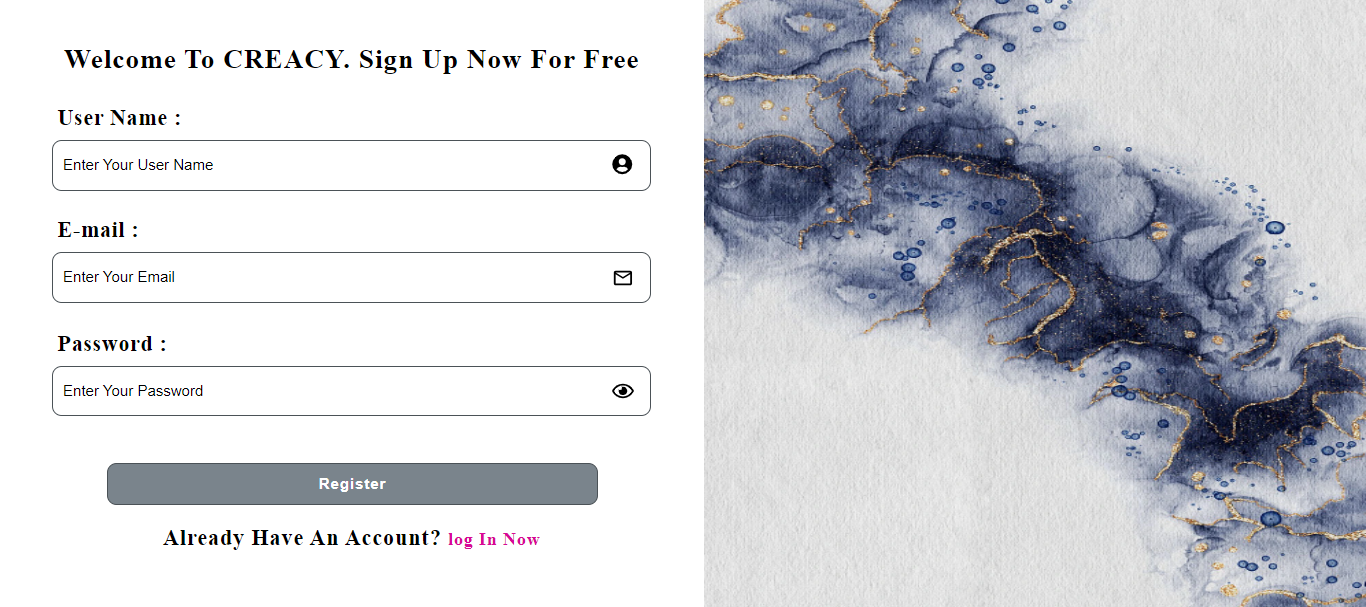 Welcome To CREACY. Sign Up Now For Free
User Name :
Enter Your User Name
E-mail :
Enter Your Email
Password :
Enter Your Password
Register
Already Have An Account? log In Now